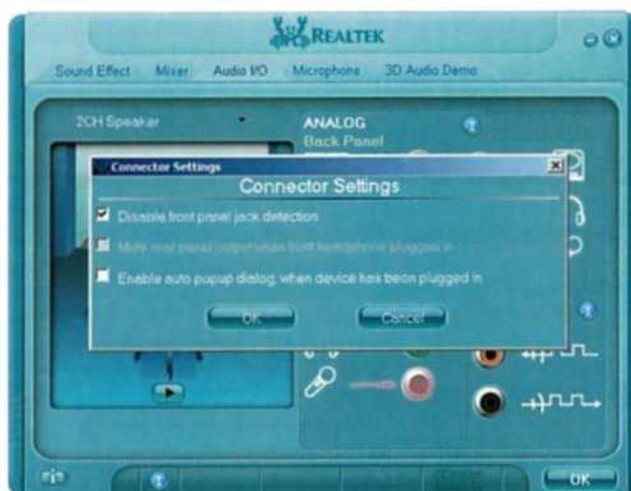 REALTEK
Sound Effect Mixer Audio I/O Microphone 3D Audio Demo
2CH Speaker
ANALOG
Back Panel
Connector Settings
Connector Settings
Disable front panel jack detection
Mute rear panel output when front headphone plugged in
Enable auto popup dialog, when device has been plugged in
OK Cancel
OK